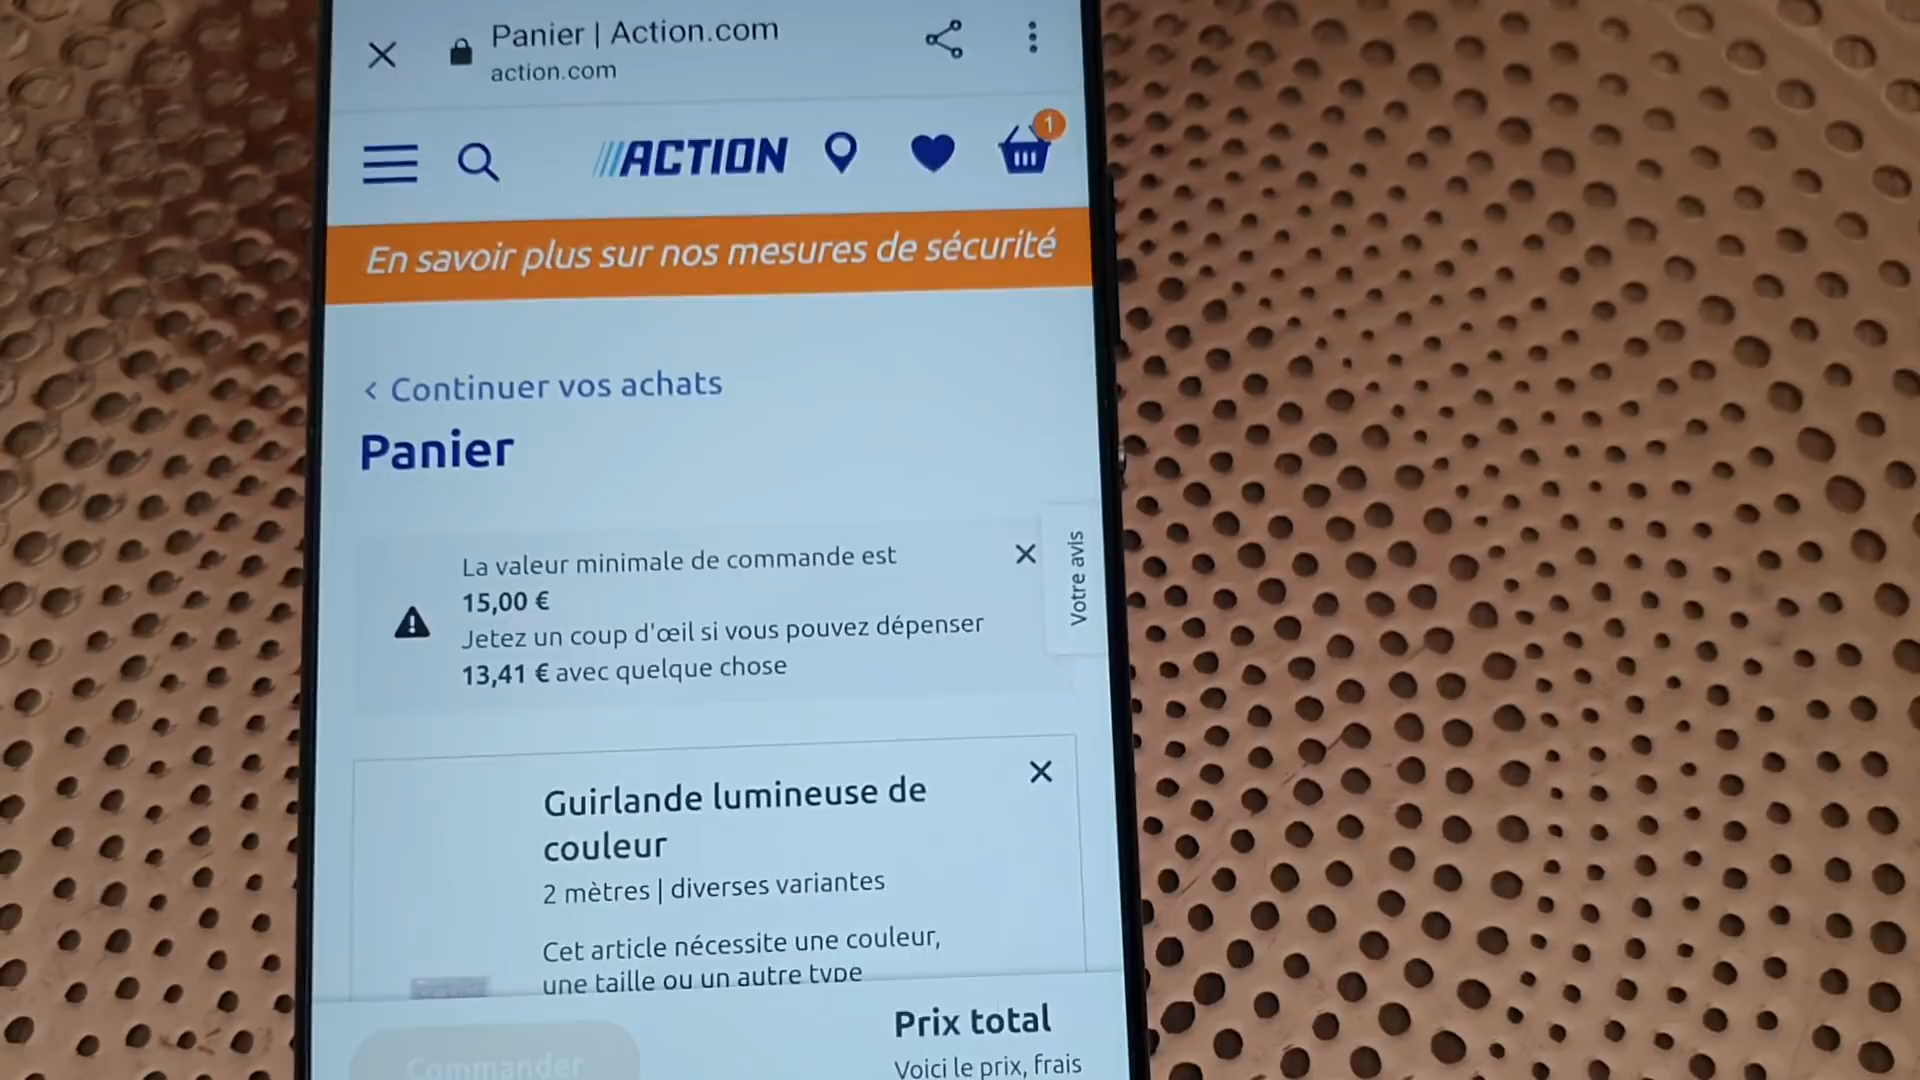 Panier | Action.com
action.com
ACTION
1
En savoir plus sur nos mesures de sécurité
< Continuer vos achats
Panier
La valeur minimale de commande est
15,00 €
Jetez un coup d'œil si vous pouvez dépenser
13,41 € avec quelque chose
Votre avis
Guirlande lumineuse de
couleur
2 mètres | diverses variantes
Cet article nécessite une couleur,
une taille ou un autre type
Prix total
Commander
Voici le prix, frais